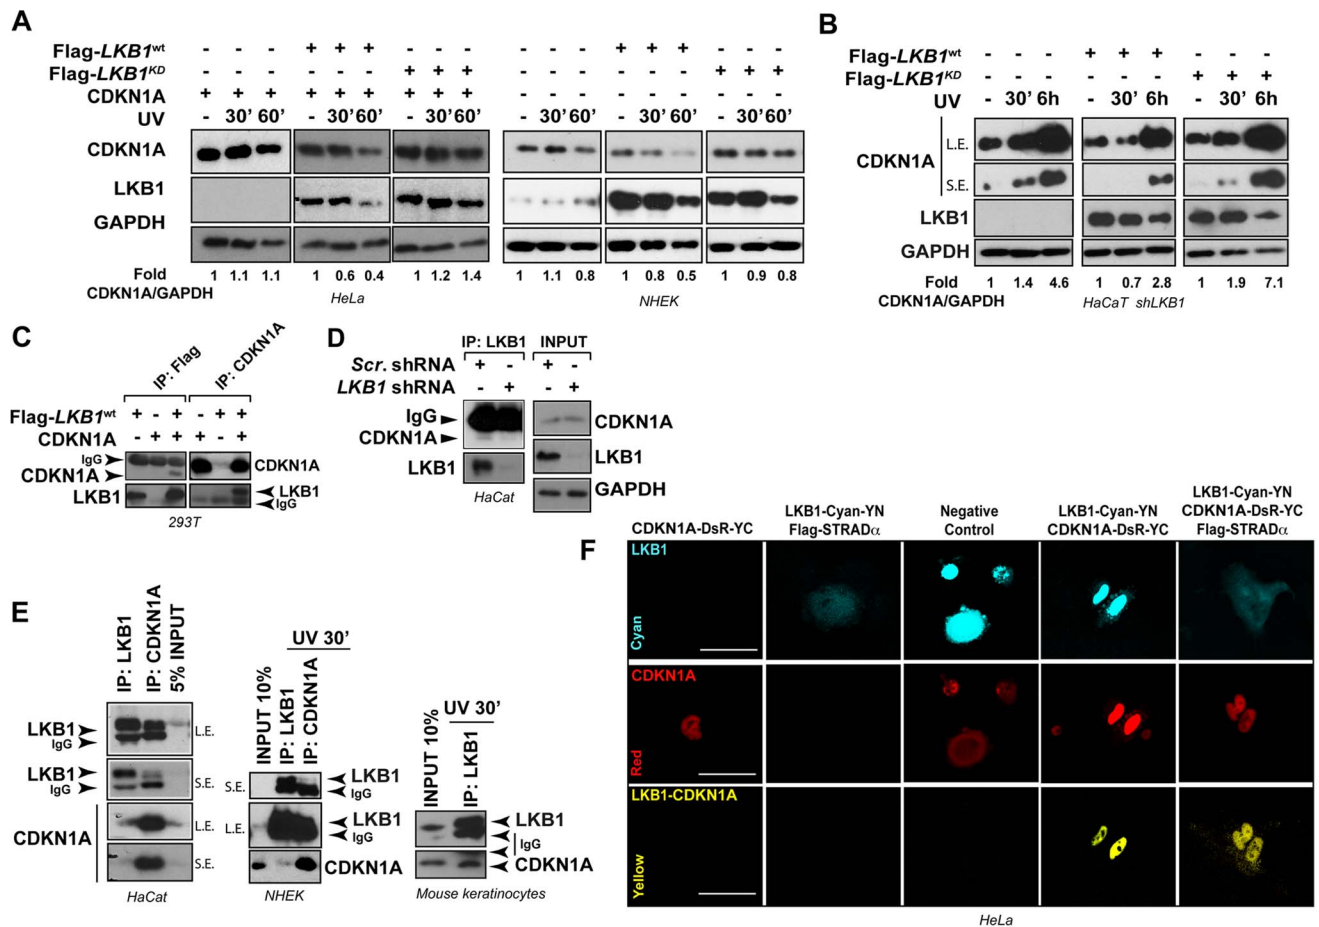 A
Flag-LKB1wt - - - + + + - - - - - - + + + - - -
Flag-LKB1KD - - - - - - + + + - - - - - - + + +
CDKN1A + + + + + + + + +
UV - 30' 60' - 30' 60' - 30' 60' - 30' 60' - 30' 60' - 30' 60'
CDKN1A
LKB1
GAPDH
Fold 1 1.1 1.1 1 0.6 0.4 1 1.2 1.4 1 1.1 0.8 1 0.8 0.5 1 0.9 0.8
CDKN1A/GAPDH
HeLa
NHEK
B
Flag-LKB1wt - - - + + + - - -
Flag-LKB1KD - - - - - - + + +
UV - 30' 6h - 30' 6h - 30' 6h
CDKN1A
L.E.
S.E.
LKB1
GAPDH
Fold 1 1.4 4.6 1 0.7 2.8 1 1.9 7.1
CDKN1A/GAPDH
HaCaT shLKB1
C
IP: Flag
IP: CDKN1A
Flag-LKB1wt + - + - + +
CDKN1A - + + + - +
IgG
CDKN1A
CDKN1A
LKB1
LKB1
IgG
293T
D
IP: LKB1 INPUT
Scr. shRNA + - + -
LKB1 shRNA - + - +
IgG
CDKN1A
CDKN1A
LKB1
LKB1
GAPDH
HaCat
E
IP: LKB1
IP: CDKN1A
5% INPUT
LKB1
IgG
L.E.
LKB1
IgG
S.E.
CDKN1A
L.E.
S.E.
HaCat
UV 30'
INPUT 10%
IP: LKB1
IP: CDKN1A
S.E.
LKB1
IgG
L.E.
LKB1
IgG
CDKN1A
NHEK
UV 30'
INPUT 10%
IP: LKB1
LKB1
IgG
CDKN1A
Mouse keratinocytes
F
CDKN1A-DsR-YC
LKB1-Cyan-YN
Flag-STRADα
Negative
Control
LKB1-Cyan-YN
CDKN1A-DsR-YC
LKB1-Cyan-YN
CDKN1A-DsR-YC
Flag-STRADα
LKB1
Cyan
CDKN1A
Red
LKB1-CDKN1A
Yellow
HeLa